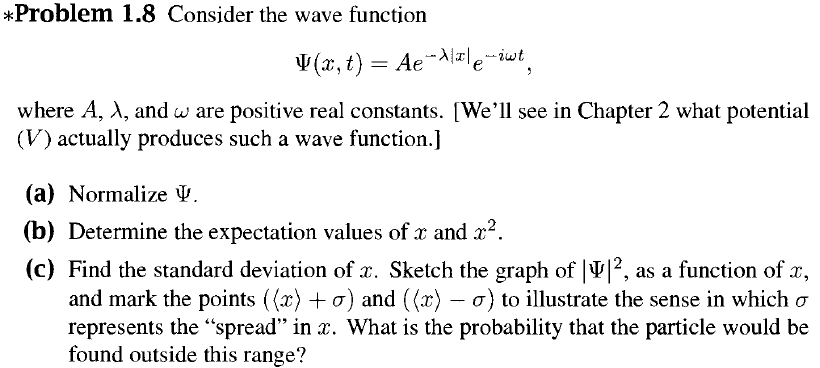 *Problem 1.8 Consider the wave function
Ψ(x, t) = Ae^{−λ|x|}e^{−iωt},
where A, λ, and ω are positive real constants. [We'll see in Chapter 2 what potential
(V) actually produces such a wave function.]
(a) Normalize Ψ.
(b) Determine the expectation values of x and x².
(c) Find the standard deviation of x. Sketch the graph of |Ψ|², as a function of x,
and mark the points (⟨x⟩ + σ) and (⟨x⟩ − σ) to illustrate the sense in which σ
represents the "spread" in x. What is the probability that the particle would be
found outside this range?